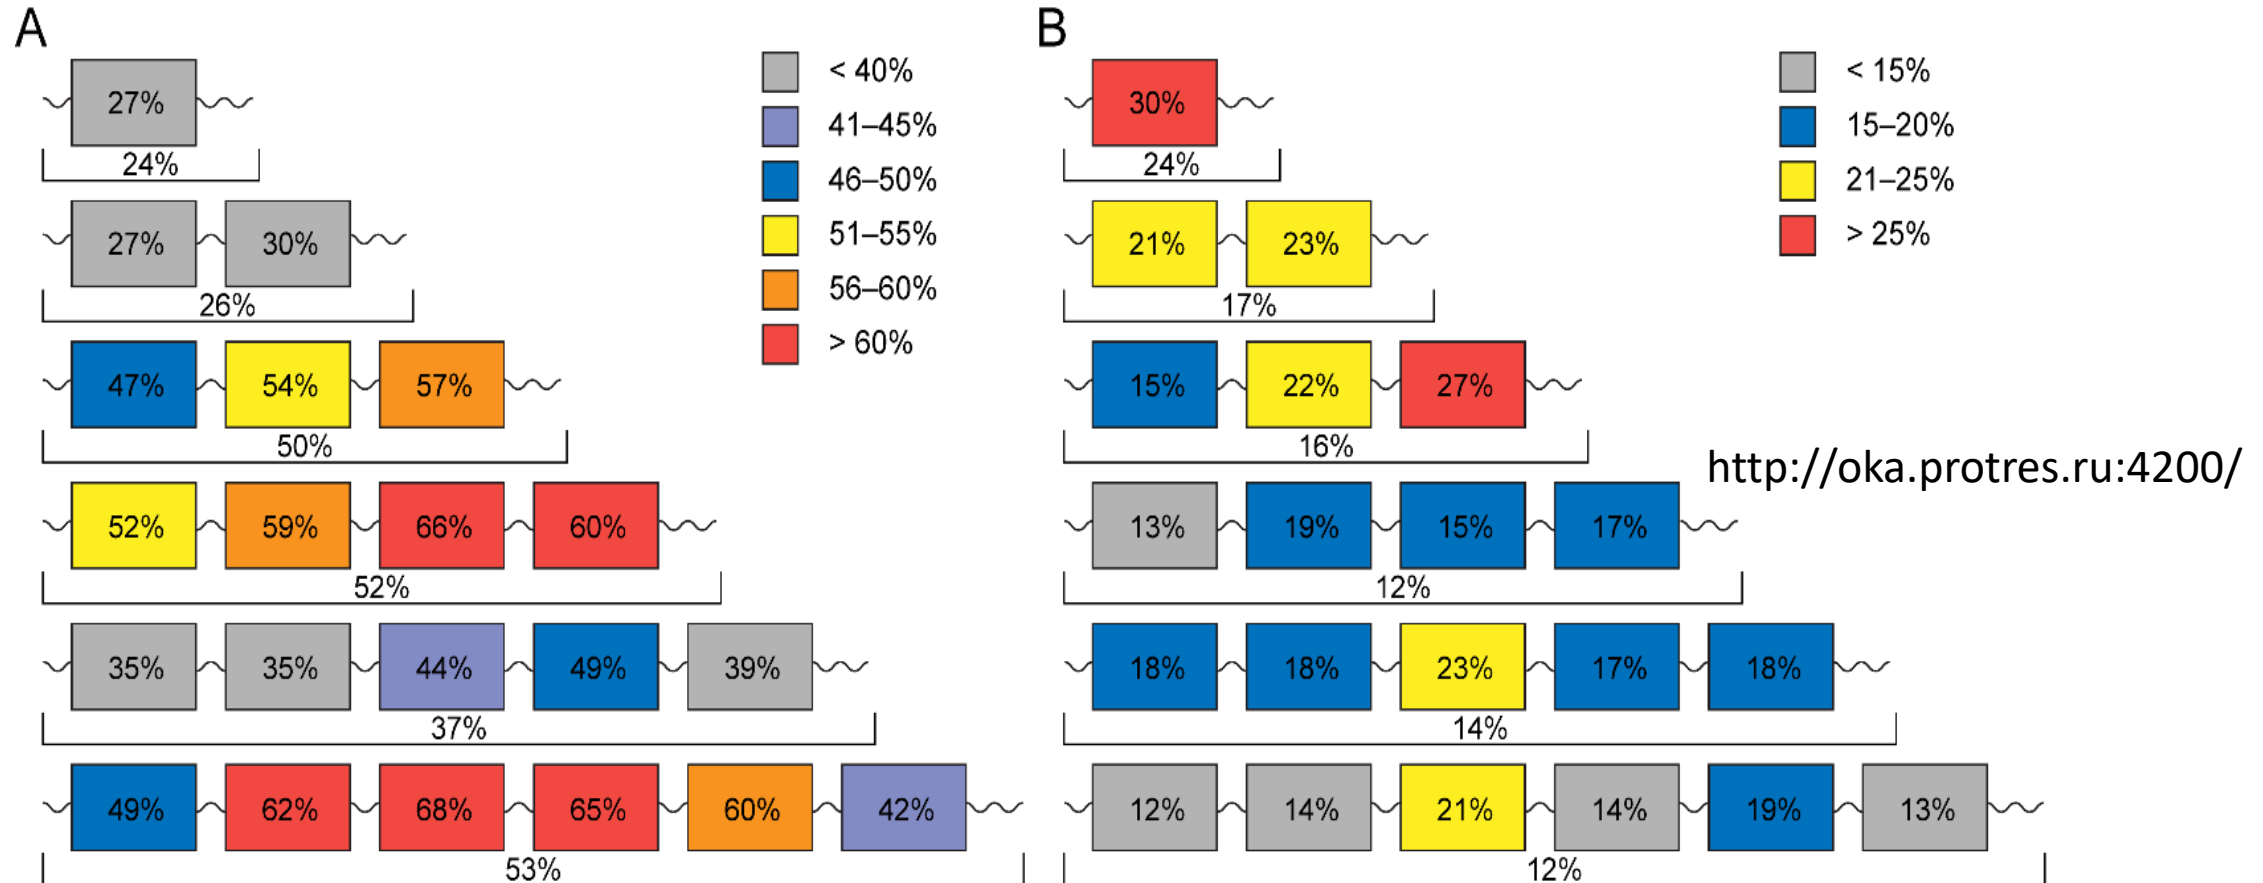 A
27%
24%
27% 30%
26%
47% 54% 57%
50%
52% 59% 66% 60%
52%
35% 35% 44% 49% 39%
37%
49% 62% 68% 65% 60% 42%
53%
< 40%
41–45%
46–50%
51–55%
56–60%
> 60%
B
30%
24%
21% 23%
17%
15% 22% 27%
16%
13% 19% 15% 17%
12%
18% 18% 23% 17% 18%
14%
12% 14% 21% 14% 19% 13%
12%
< 15%
15–20%
21–25%
> 25%
http://oka.protres.ru:4200/